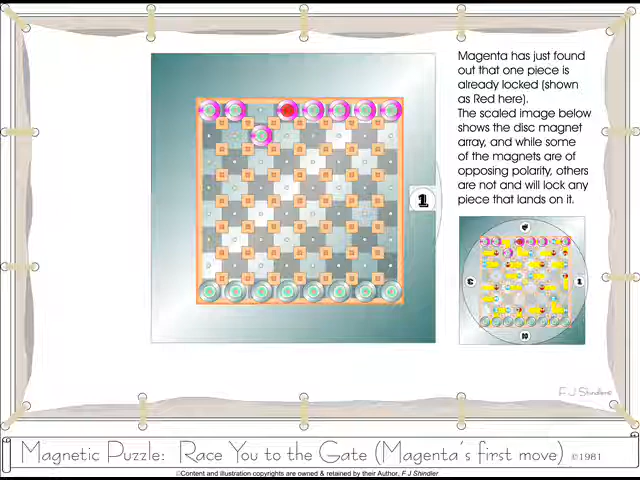 Magenta has just found
out that one piece is
already locked (shown
as Red here).
The scaled image below
shows the disc magnet
array, and while some
of the magnets are of
opposing polarity, others
are not and will lock any
piece that lands on it.
1
1
F J Shindler
Magnetic Puzzle: Race You to the Gate (Magenta's first move) ©1981
©Content and illustration copyrights are owned & retained by their Author, F J Shindler